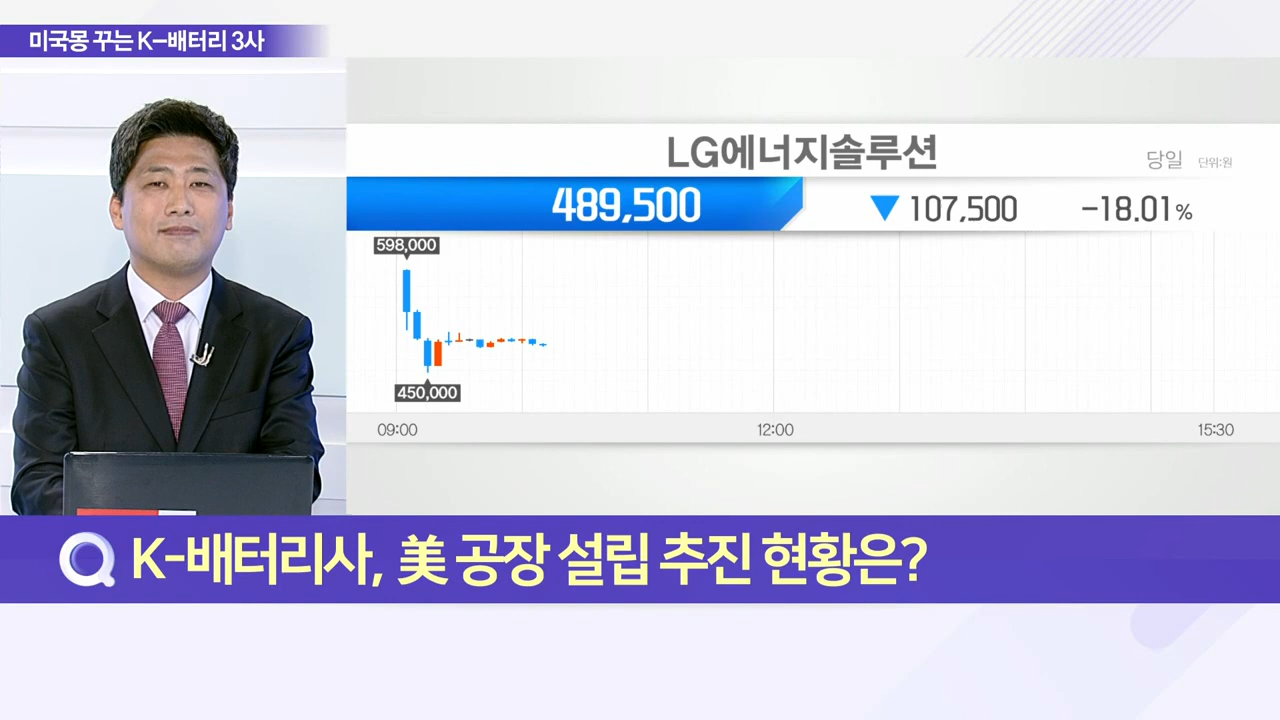 미국몽 꾸는 K-배터리 3사
LG에너지솔루션
당일 단위:원
489,500 ▼ 107,500 -18.01%
598,000
450,000
09:00 12:00 15:30
Q K-배터리사, 美 공장 설립 추진 현황은?